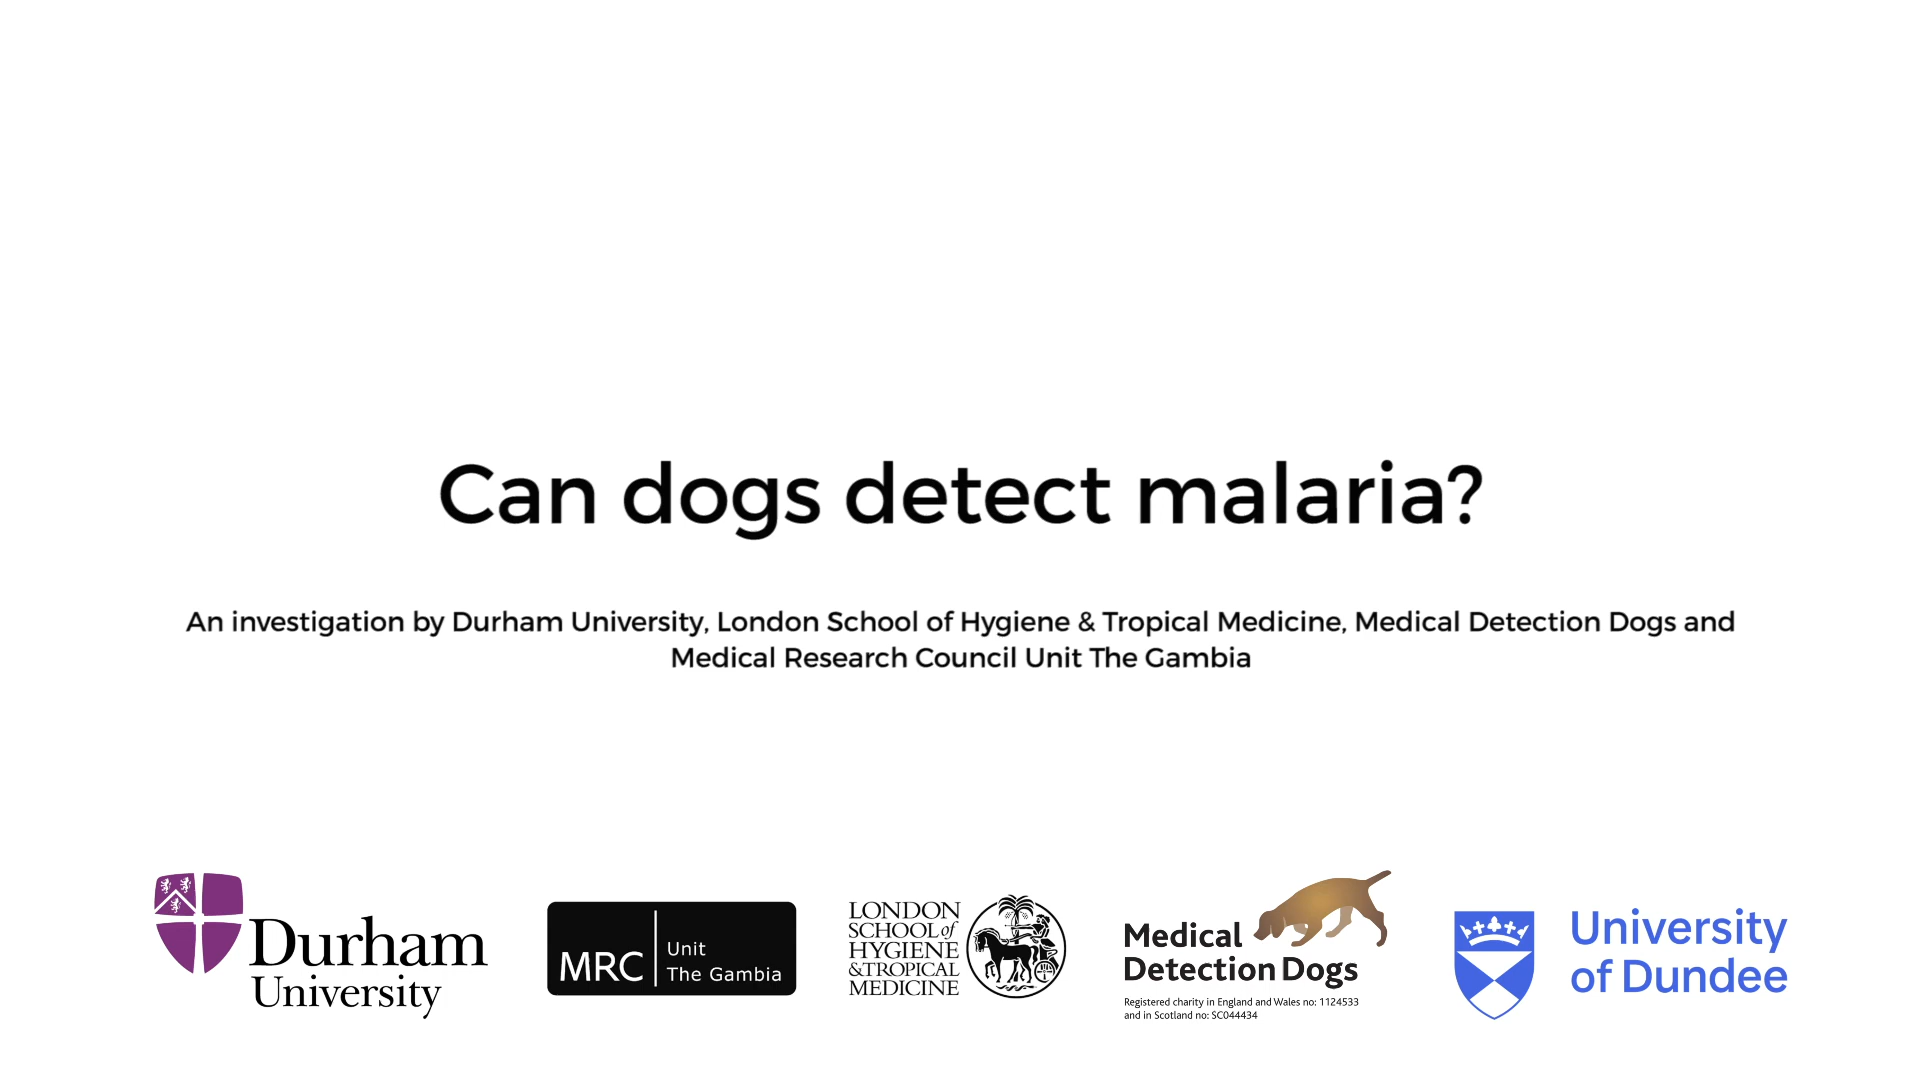 Can dogs detect malaria?
An investigation by Durham University, London School of Hygiene & Tropical Medicine, Medical Detection Dogs and
Medical Research Council Unit The Gambia
Durham
University
MRC
Unit
The Gambia
LONDON
SCHOOL of
HYGIENE
& TROPICAL
MEDICINE
Medical
Detection Dogs
Registered charity in England and Wales no: 1124533
and in Scotland no: SC044434
University
of Dundee